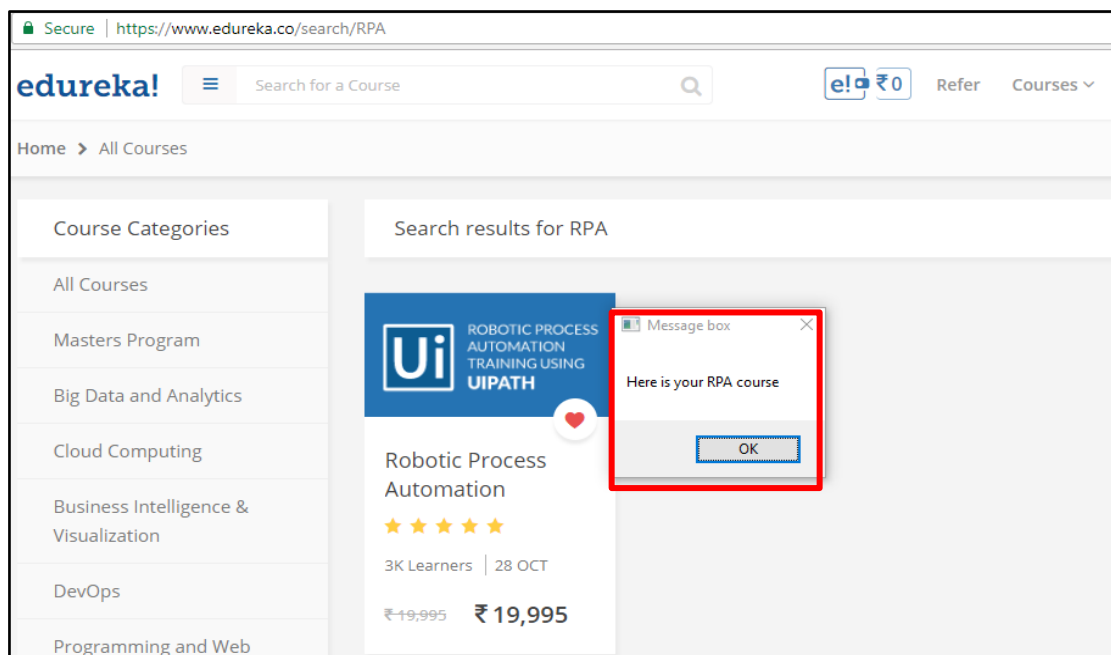 Secure | https://www.edureka.co/search/RPA
edureka! Search for a Course e! ₹0 Refer Courses
Home > All Courses
Course Categories
All Courses
Masters Program
Big Data and Analytics
Cloud Computing
Business Intelligence &
Visualization
DevOps
Programming and Web
Search results for RPA
Ui
ROBOTIC PROCESS
AUTOMATION
TRAINING USING
UIPATH
Robotic Process
Automation
3K Learners | 28 OCT
₹19,995 ₹19,995
Message box
Here is your RPA course
OK